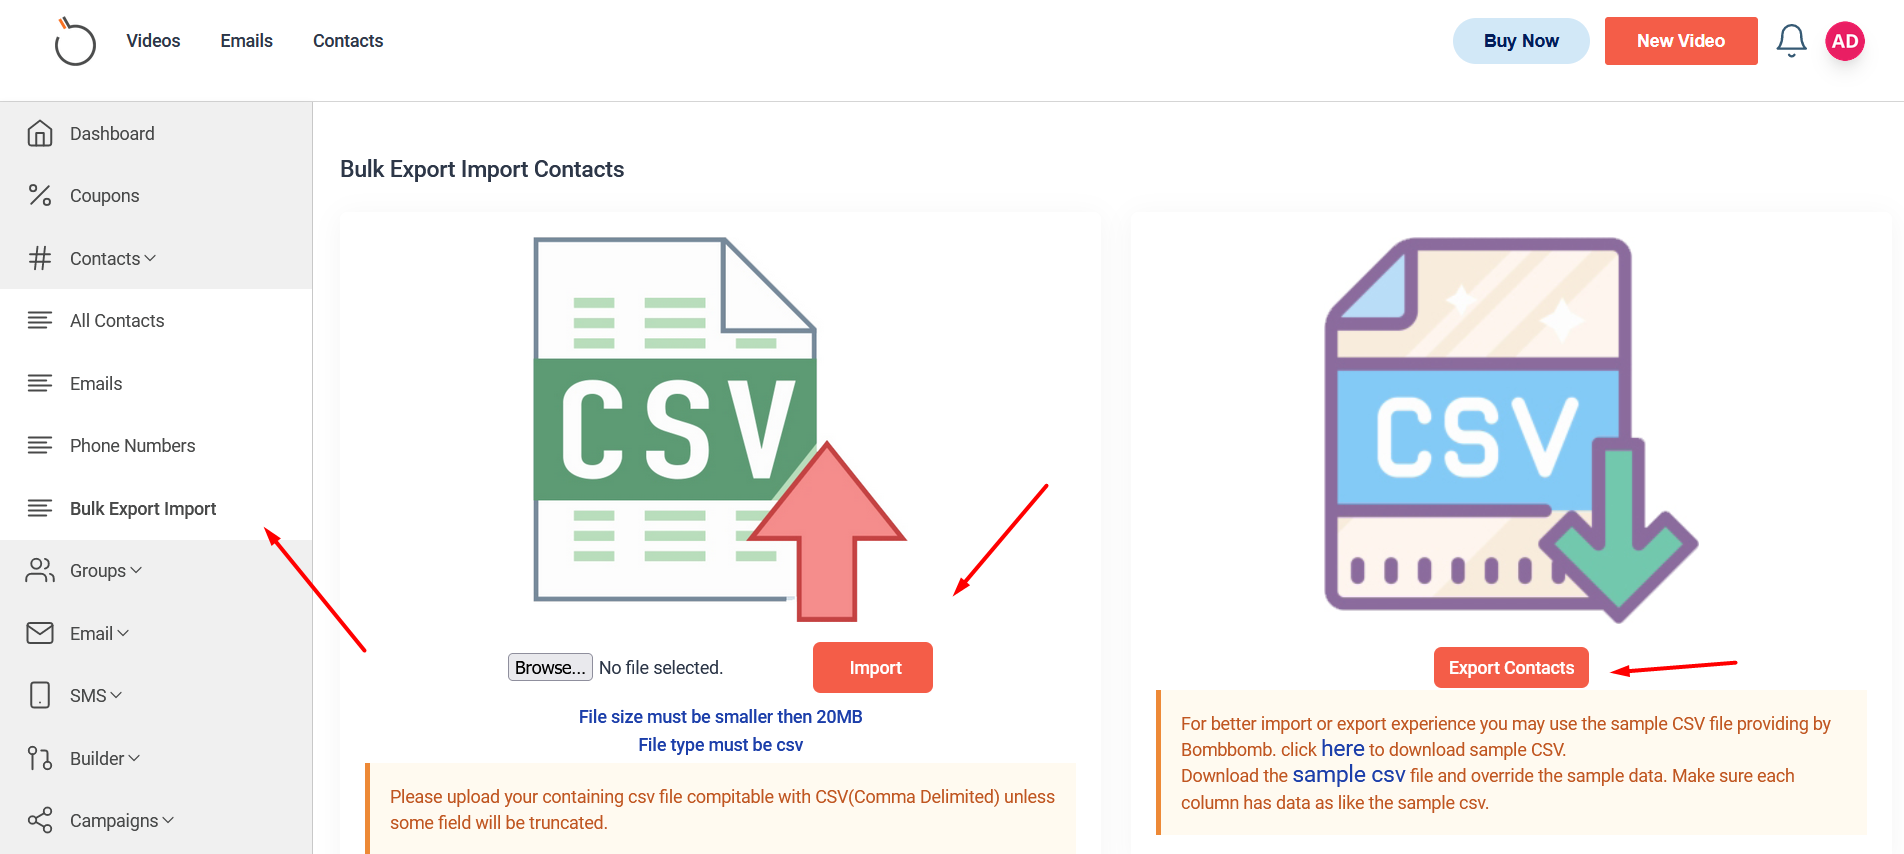 Videos Emails Contacts Buy Now New Video AD
Dashboard
Coupons
Contacts
All Contacts
Emails
Phone Numbers
Bulk Export Import
Groups
Email
SMS
Builder
Campaigns
Bulk Export Import Contacts
CSV
Browse... No file selected. Import
File size must be smaller then 20MB
File type must be csv
Please upload your containing csv file compitable with CSV(Comma Delimited) unless
some field will be truncated.
CSV
Export Contacts
For better import or export experience you may use the sample CSV file providing by
Bombbomb. click here to download sample CSV.
Download the sample csv file and override the sample data. Make sure each
column has data as like the sample csv.